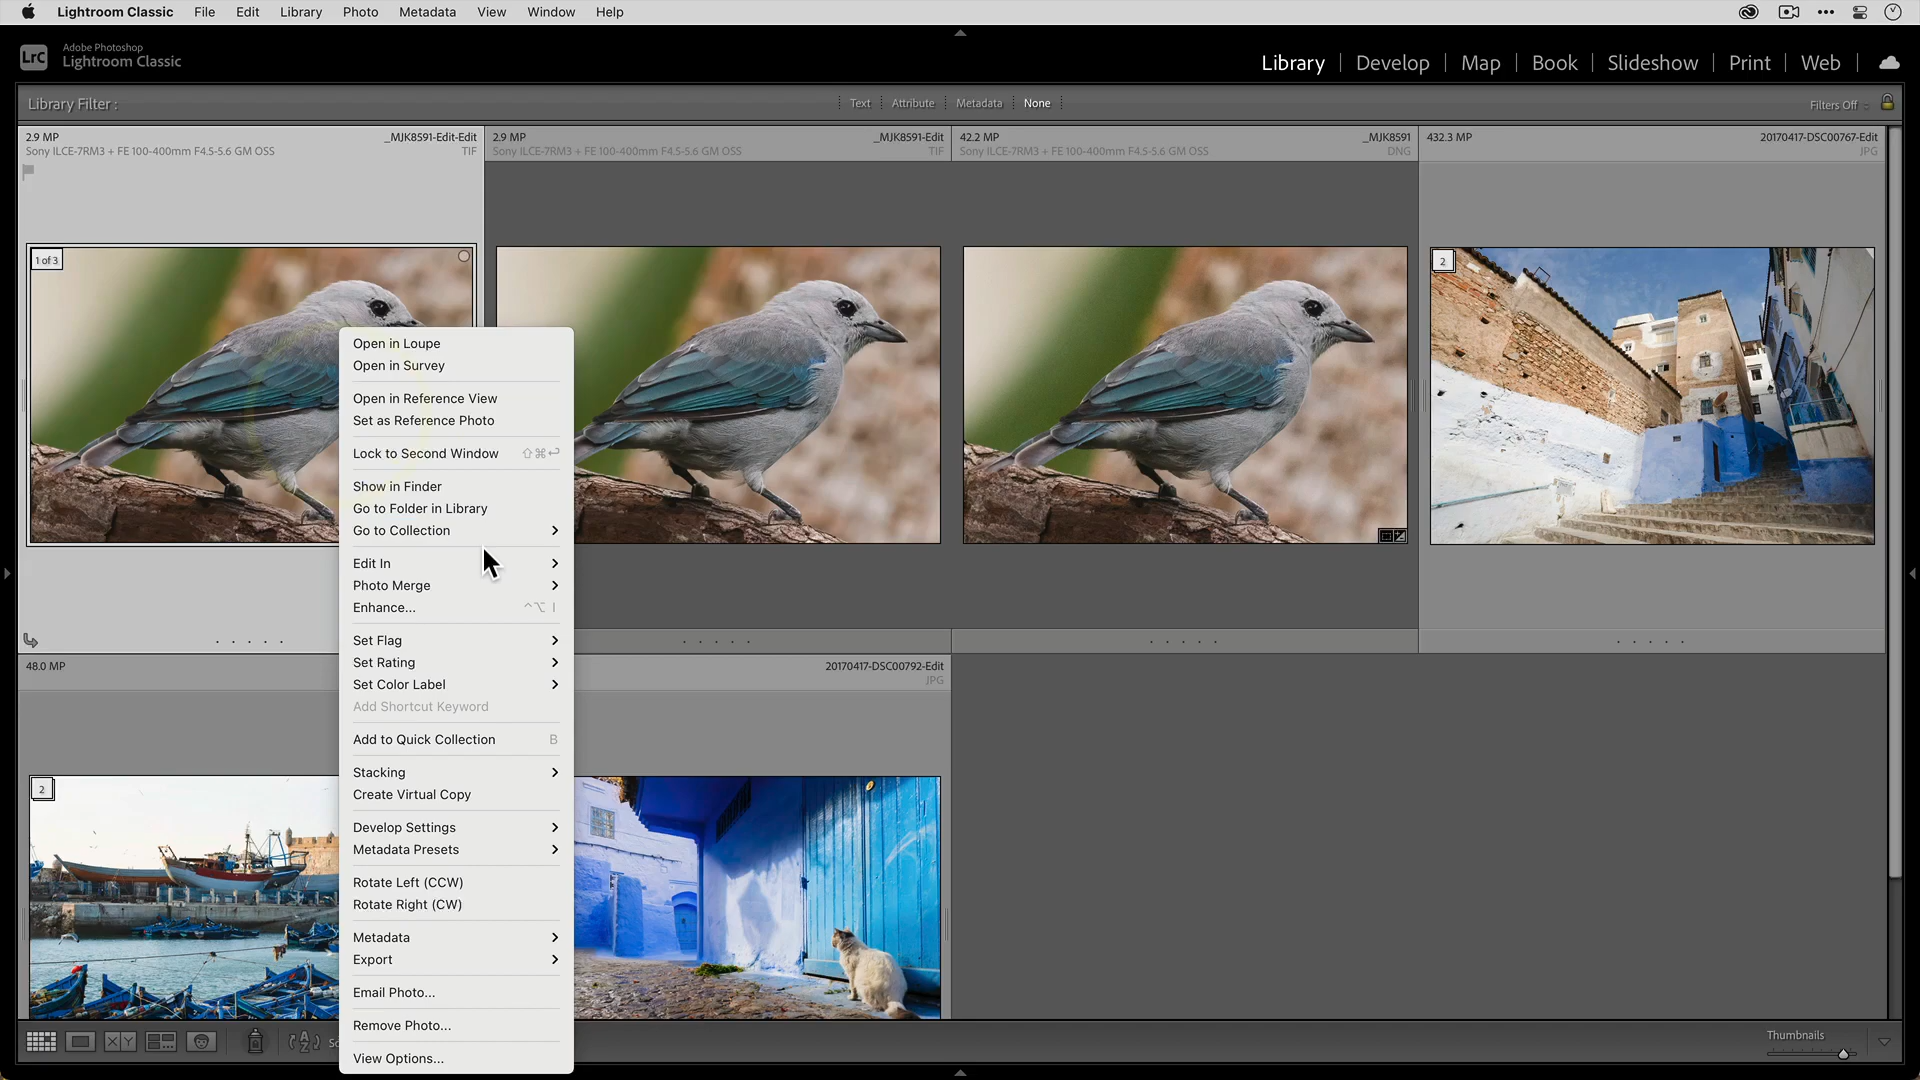 Lightroom Classic File Edit Library Photo Metadata View Window Help
LrC
Adobe Photoshop
Lightroom Classic
Library Develop Map Book Slideshow Print Web
Library Filter :
Text Attribute Metadata None
Filters Off
2.9 MP _MJK8591-Edit-Edit
Sony ILCE-7RM3 + FE 100-400mm F4.5-5.6 GM OSS TIF
2.9 MP _MJK8591-Edit
Sony ILCE-7RM3 + FE 100-400mm F4.5-5.6 GM OSS TIF
42.2 MP _MJK8591
Sony ILCE-7RM3 + FE 100-400mm F4.5-5.6 GM OSS DNG
432.3 MP 20170417-DSC00767-Edit
JPG
1 of 3
2
Open in Loupe
Open in Survey
Open in Reference View
Set as Reference Photo
Lock to Second Window ⇧⌘↩
Show in Finder
Go to Folder in Library
Go to Collection
Edit In
Photo Merge
Enhance... ^⌥ I
Set Flag
Set Rating
Set Color Label
Add Shortcut Keyword
Add to Quick Collection B
Stacking
Create Virtual Copy
Develop Settings
Metadata Presets
Rotate Left (CCW)
Rotate Right (CW)
Metadata
Export
Email Photo...
Remove Photo...
View Options...
48.0 MP
20170417-DSC00792-Edit
JPG
2
XY
AZ
Thumbnails